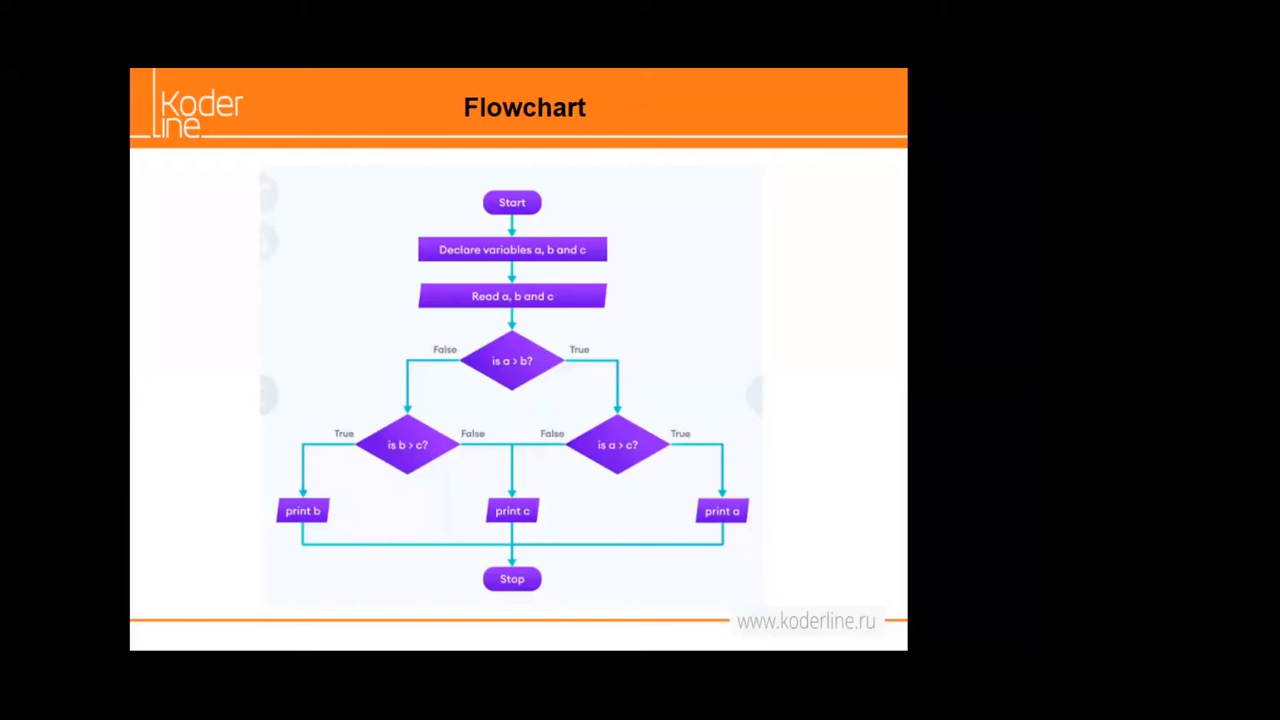 Koder
Line
Flowchart
Start
Declare variables a, b and c
Read a, b and c
False
True
is a > b?
True
is b > c?
False
False
is a > c?
True
print b
print c
print a
Stop
www.koderline.ru